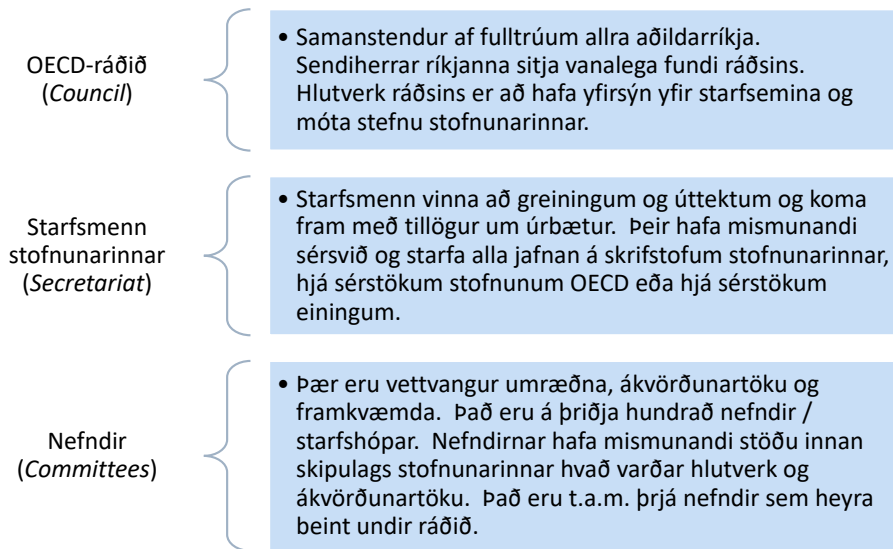 OECD-ráðið
(Council)
• Samanstendur af fulltrúum allra aðildarríkja.
Sendiherrar ríkjanna sitja vanalega fundi ráðsins.
Hlutverk ráðsins er að hafa yfirsýn yfir starfsemina og
móta stefnu stofnunarinnar.
Starfsmenn
stofnunarinnar
(Secretariat)
• Starfsmenn vinna að greiningum og úttektum og koma
fram með tillögur um úrbætur. Þeir hafa mismunandi
sérsvið og starfa alla jafnan á skrifstofum stofnunarinnar,
hjá sérstökum stofnunum OECD eða hjá sérstökum
einingum.
Nefndir
(Committees)
• Þær eru vettvangur umræðna, ákvörðunartöku og
framkvæmda. Það eru á þriðja hundrað nefndir /
starfshópar. Nefndirnar hafa mismunandi stöðu innan
skipulags stofnunarinnar hvað varðar hlutverk og
ákvörðunartöku. Það eru t.a.m. þrjá nefndir sem heyra
beint undir ráðið.